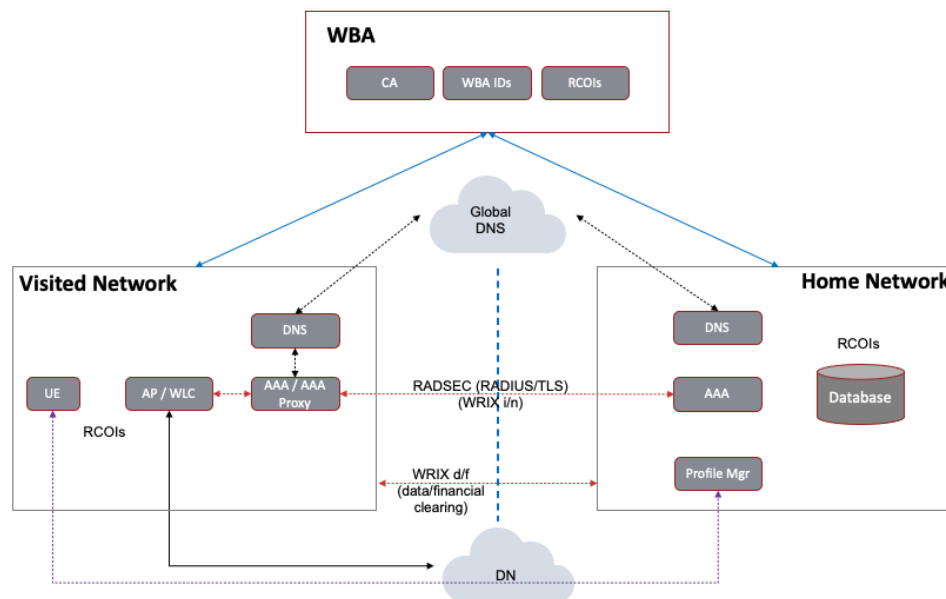 WBA
CA
WBA IDs
RCOIs
Global
DNS
Visited Network
Home Network
DNS
DNS
RCOIs
UE
AP / WLC
AAA / AAA
Proxy
RADSEC (RADIUS/TLS)
(WRIX i/n)
AAA
Database
RCOIs
WRIX d/f
(data/financial
clearing)
Profile Mgr
DN